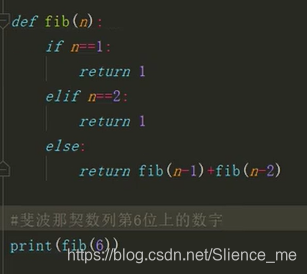 def fib(n):
    if n==1:
        return 1
    elif n==2:
        return 1
    else:
        return fib(n-1)+fib(n-2)
#斐波那契数列第6位上的数字
print(fib(6))
https://blog.csdn.net/Slience_me